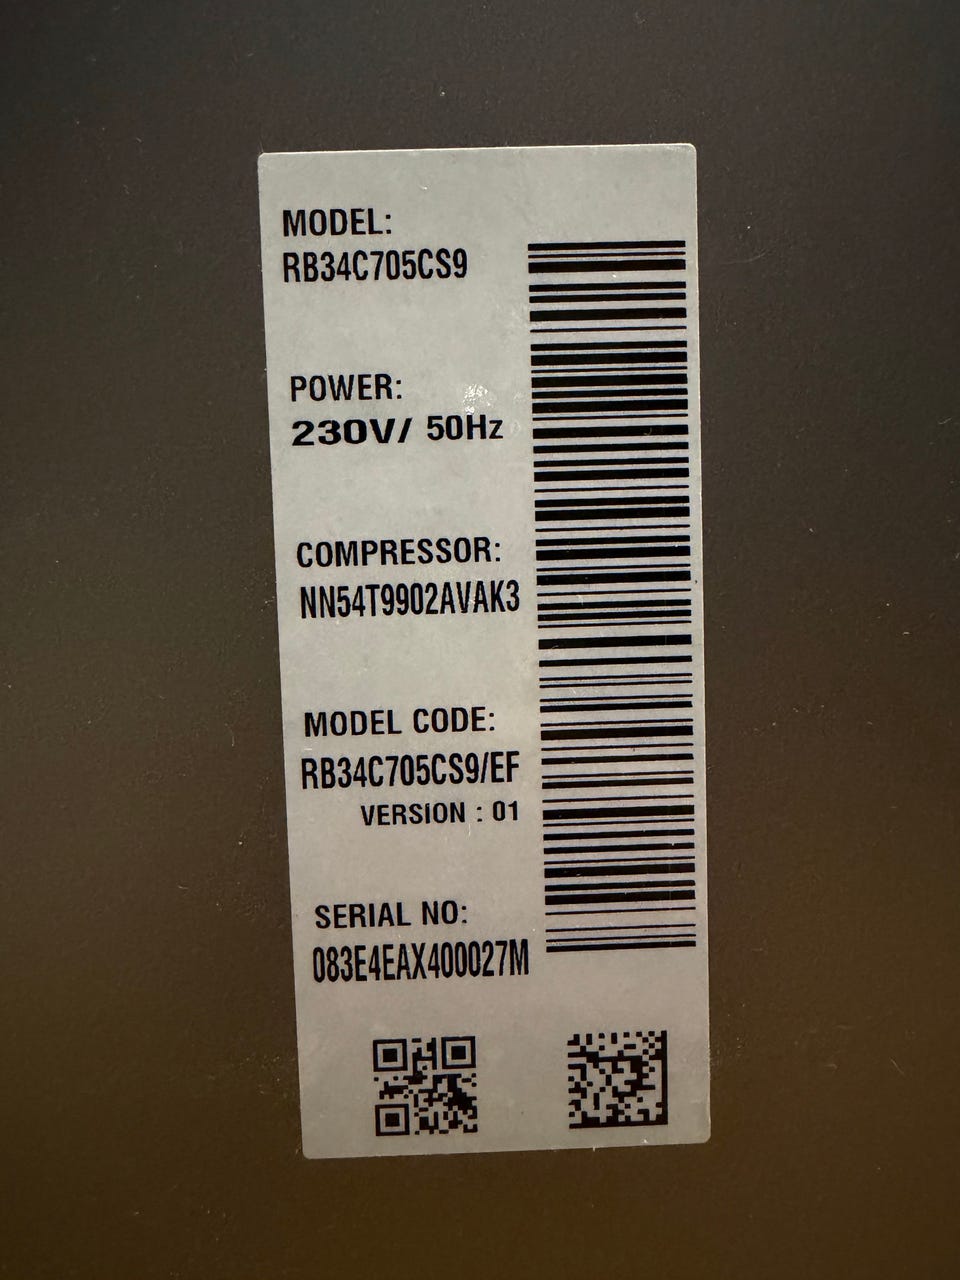 MODEL:
RB34C705CS9
POWER:
230V/ 50Hz
COMPRESSOR:
NN54T9902AVAK3
MODEL CODE:
RB34C705CS9/EF
VERSION : 01
SERIAL NO:
083E4EAX400027M